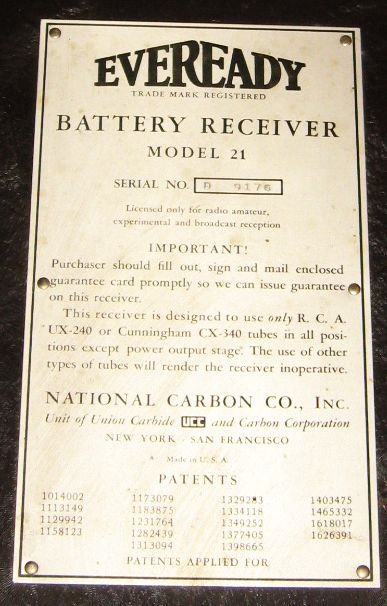 EVEREADY
TRADE MARK REGISTERED
BATTERY RECEIVER
MODEL 21
SERIAL NO. D 9176
Licensed only for radio amateur,
experimental and broadcast reception
IMPORTANT!
Purchaser should fill out, sign and mail enclosed
guarantee card promptly so we can issue guarantee
on this receiver.
This receiver is designed to use only R. C. A.
UX-240 or Cunningham CX-340 tubes in all posi-
tions except power output stage. The use of other
types of tubes will render the receiver inoperative.
NATIONAL CARBON CO., INC.
Unit of Union Carbide UCC and Carbon Corporation
NEW YORK - SAN FRANCISCO
Made in U. S. A.
PATENTS
1014002 1173079 1329283 1403475
1113149 1183875 1334118 1465332
1129942 1231764 1349252 1618017
1158123 1282439 1377405 1626391
1313094 1398665
PATENTS APPLIED FOR